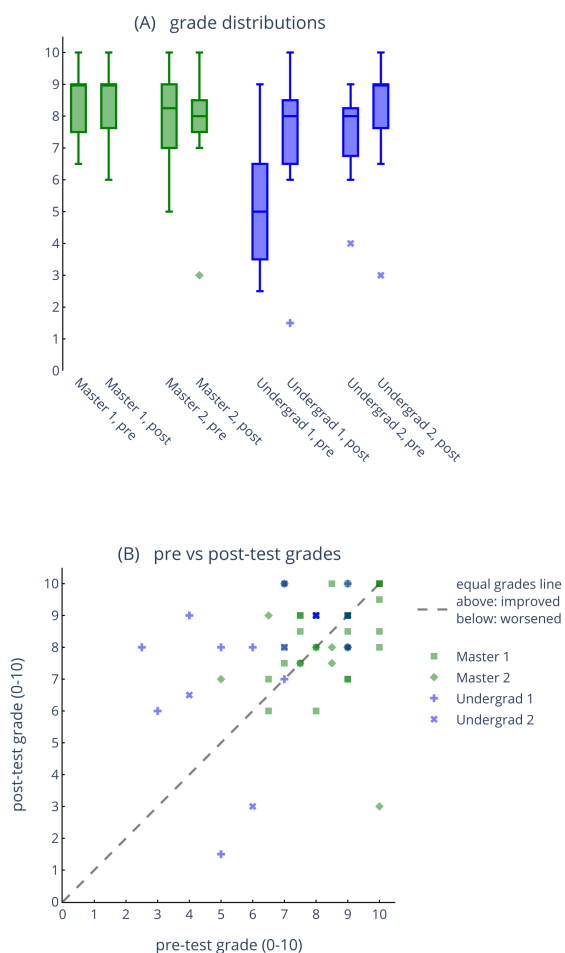 (A) grade distributions
10
9
8
7
6
5
4
3
2
1
0
Master 1, pre
Master 1, post
Master 2, pre
Master 2, post
Undergrad 1, pre
Undergrad 1, post
Undergrad 2, pre
Undergrad 2, post
(B) pre vs post-test grades
post-test grade (0-10)
10
9
8
7
6
5
4
3
2
1
0
0 1 2 3 4 5 6 7 8 9 10
pre-test grade (0-10)
equal grades line
above: improved
below: worsened
Master 1
Master 2
Undergrad 1
Undergrad 2